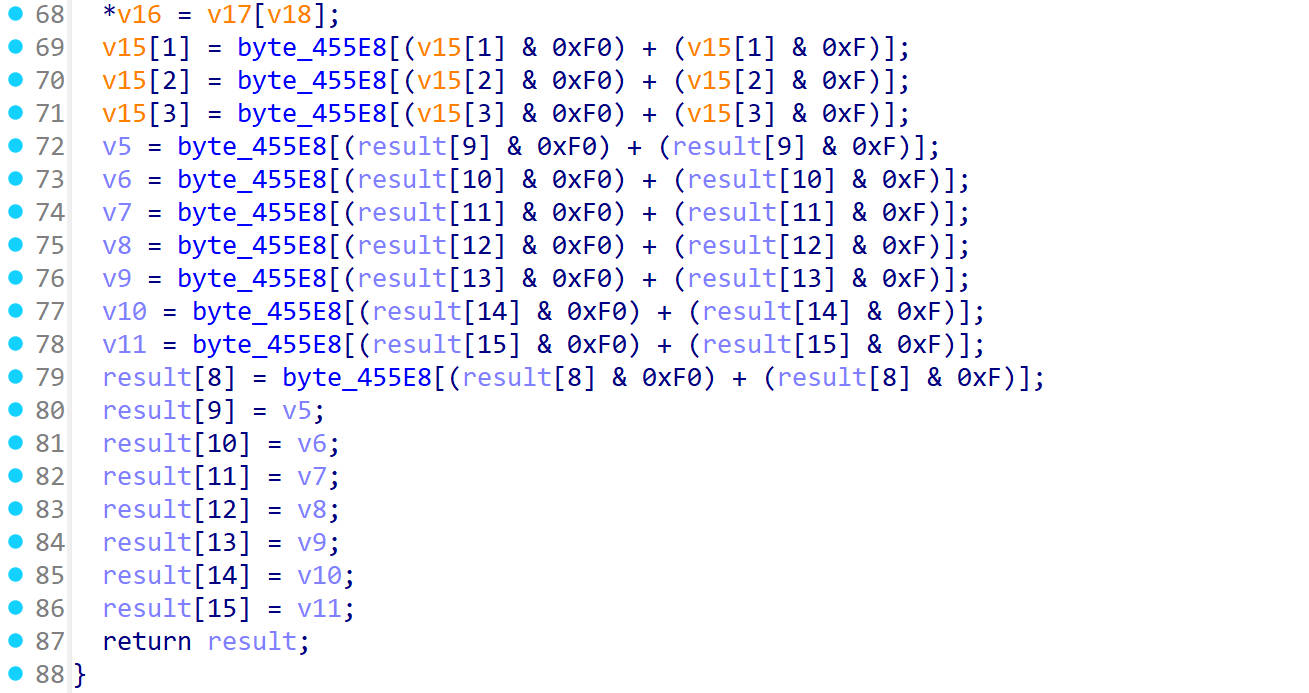 68 *v16 = v17[v18];
69 v15[1] = byte_455E8[(v15[1] & 0xF0) + (v15[1] & 0xF)];
70 v15[2] = byte_455E8[(v15[2] & 0xF0) + (v15[2] & 0xF)];
71 v15[3] = byte_455E8[(v15[3] & 0xF0) + (v15[3] & 0xF)];
72 v5 = byte_455E8[(result[9] & 0xF0) + (result[9] & 0xF)];
73 v6 = byte_455E8[(result[10] & 0xF0) + (result[10] & 0xF)];
74 v7 = byte_455E8[(result[11] & 0xF0) + (result[11] & 0xF)];
75 v8 = byte_455E8[(result[12] & 0xF0) + (result[12] & 0xF)];
76 v9 = byte_455E8[(result[13] & 0xF0) + (result[13] & 0xF)];
77 v10 = byte_455E8[(result[14] & 0xF0) + (result[14] & 0xF)];
78 v11 = byte_455E8[(result[15] & 0xF0) + (result[15] & 0xF)];
79 result[8] = byte_455E8[(result[8] & 0xF0) + (result[8] & 0xF)];
80 result[9] = v5;
81 result[10] = v6;
82 result[11] = v7;
83 result[12] = v8;
84 result[13] = v9;
85 result[14] = v10;
86 result[15] = v11;
87 return result;
88 }